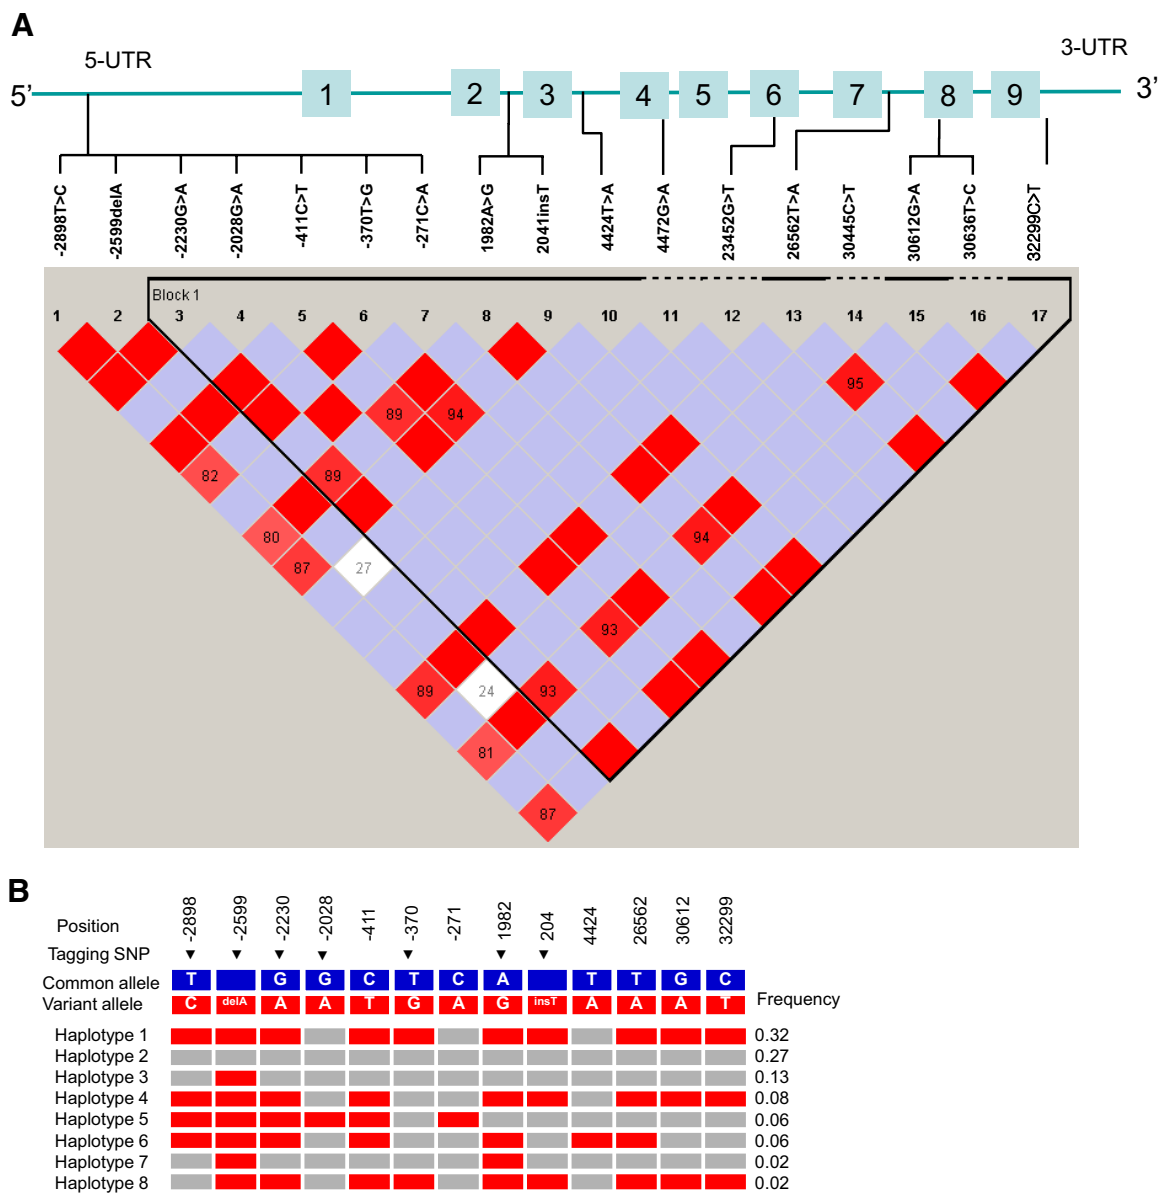 A
5-UTR
3-UTR
5’
1 2 3 4 5 6 7 8 9
3’
-2898T>C
-2599delA
-2230G>A
-2028G>A
-411C>T
-370T>G
-271C>A
1982A>G
2041insT
4424T>A
4472G>A
23452G>T
26562T>A
30445C>T
30612G>A
30636T>C
32299C>T
Block 1
1 2 3 4 5 6 7 8 9 10 11 12 13 14 15 16 17
95
89 94
82 89
80 94
87 27
93
89 24 93
81
87
B
Position -2898 -2599 -2230 -2028 -411 -370 -271 1982 204 4424 26562 30612 32299
Tagging SNP
Common allele T G G C T C A T T G C
Variant allele C delA A A T G A G insT A A A T Frequency
Haplotype 1 0.32
Haplotype 2 0.27
Haplotype 3 0.13
Haplotype 4 0.08
Haplotype 5 0.06
Haplotype 6 0.06
Haplotype 7 0.02
Haplotype 8 0.02